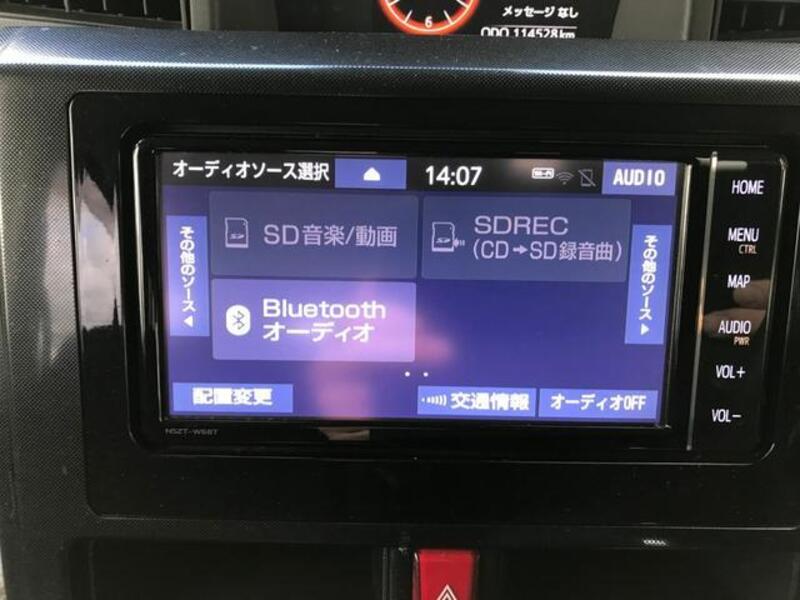 6
メッセージ なし
ODO 114528km
オーディオソース選択
14:07
AUDIO
HOME
MENU
CTRL
MAP
AUDIO
PWR
VOL+
VOL-
その他のソース
SD音楽/動画
SDREC
(CD→SD録音曲)
その他のソース
Bluetooth
オーディオ
配置変更
交通情報
オーディオOFF
NSZT-W68T